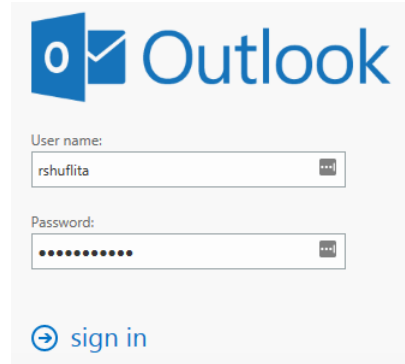 Outlook
User name:
rshuflita
Password:
•••••••••••
sign in